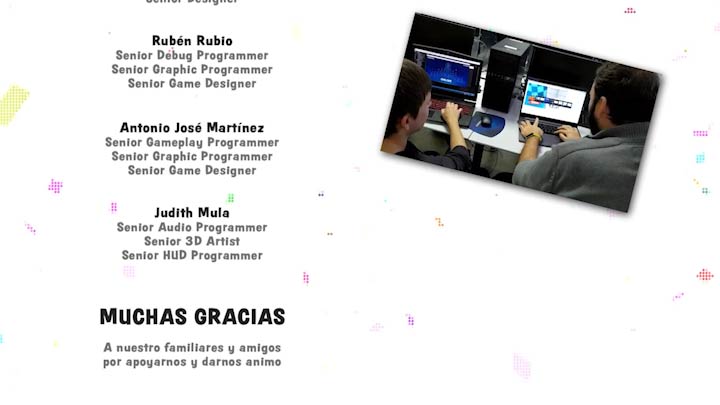 Senior Designer
Rubén Rubio
Senior Debug Programmer
Senior Graphic Programmer
Senior Game Designer
Antonio José Martínez
Senior Gameplay Programmer
Senior Graphic Programmer
Senior Game Designer
Judith Mula
Senior Audio Programmer
Senior 3D Artist
Senior HUD Programmer
MUCHAS GRACIAS
A nuestro familiares y amigos
por apoyarnos y darnos animo